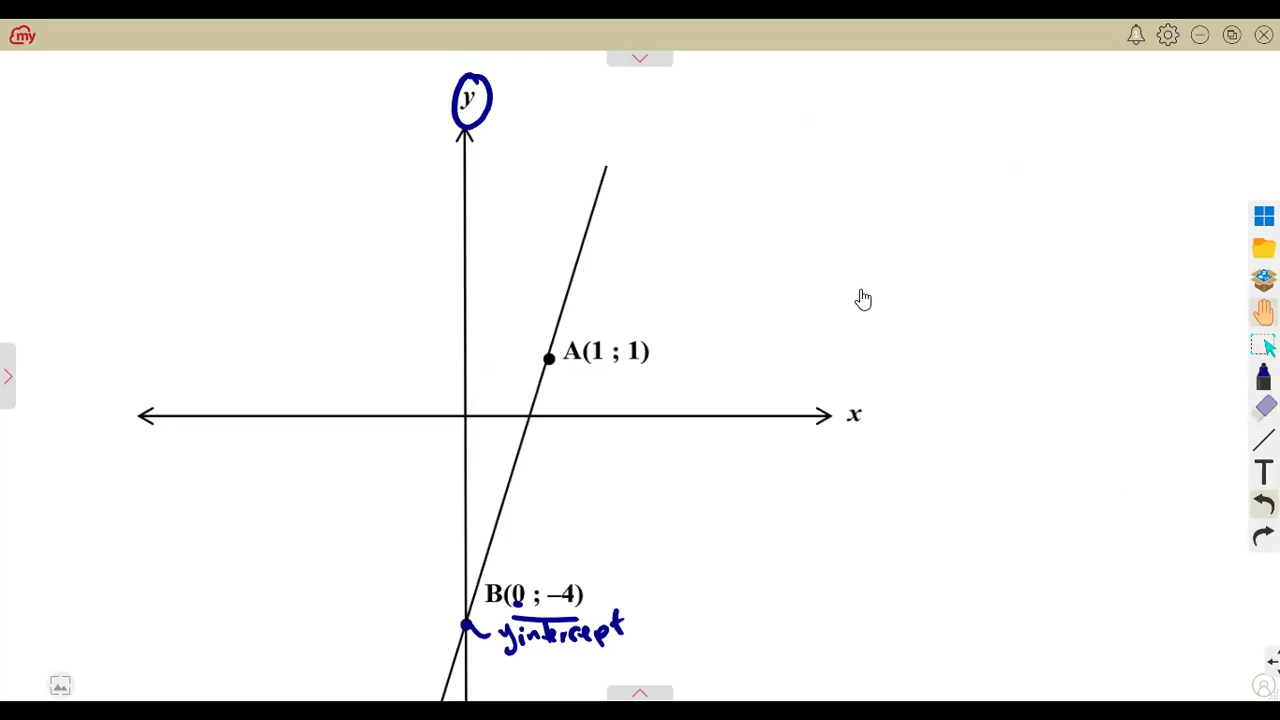 my
y
A(1 ; 1)
x
B(0 ; –4)
y intercept
T